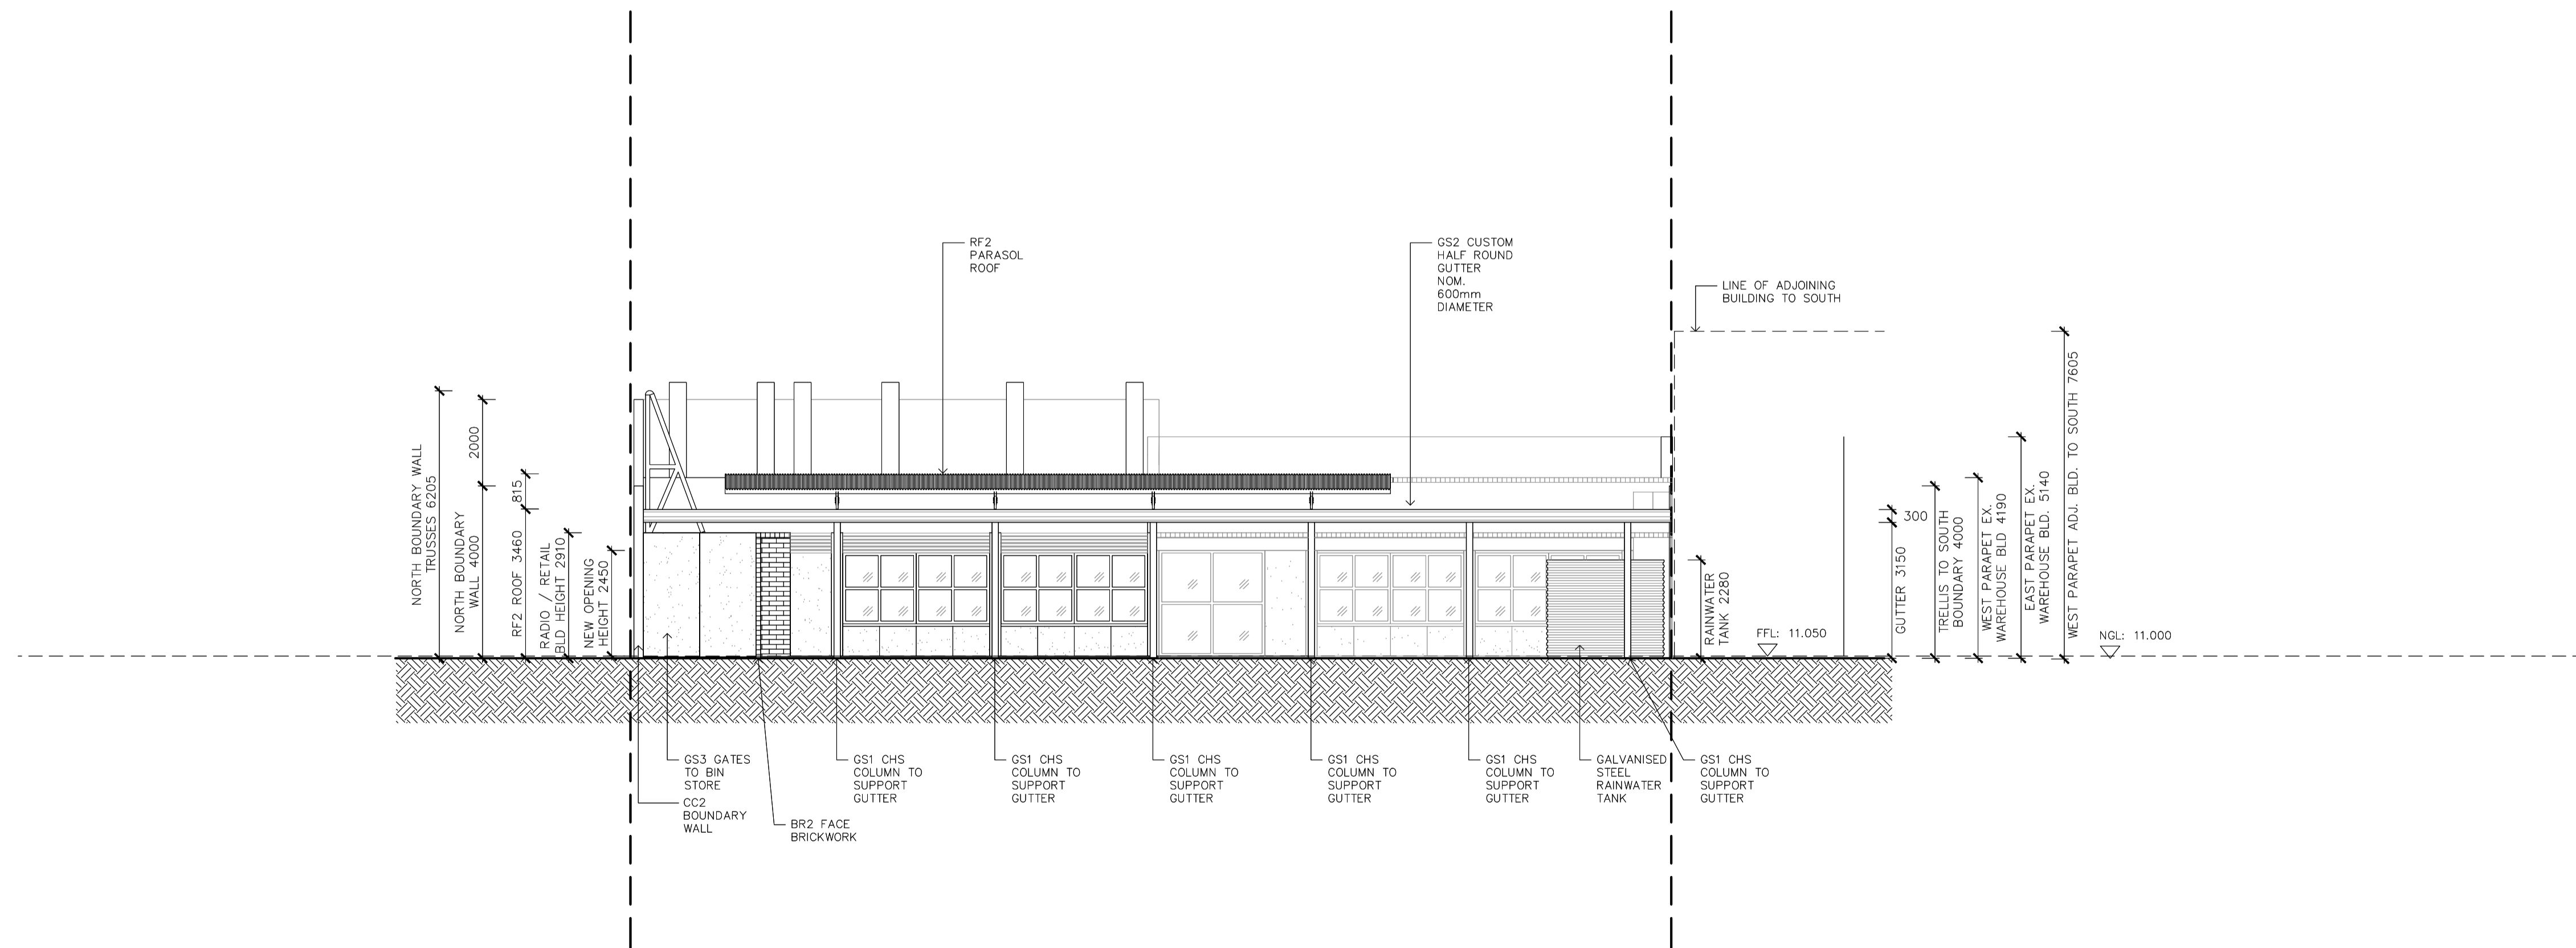 RF2
PARASOL
ROOF
GS2 CUSTOM
HALF ROUND
GUTTER
NOM.
600mm
DIAMETER
LINE OF ADJOINING
BUILDING TO SOUTH
NORTH BOUNDARY WALL
TRUSSES 6205
NORTH BOUNDARY
WALL 4000
2000
RF2 ROOF 3460
815
RADIO / RETAIL
BLD HEIGHT 2910
NEW OPENING
HEIGHT 2450
RAINWATER
TANK 2280
FFL: 11.050
GUTTER 3150
300
TRELLIS TO SOUTH
BOUNDARY 4000
WEST PARAPET EX.
WAREHOUSE BLD 4190
EAST PARAPET EX.
WAREHOUSE BLD. 5140
WEST PARAPET ADJ. BLD. TO SOUTH 7605
NGL: 11.000
GS3 GATES
TO BIN
STORE
CC2
BOUNDARY
WALL
BR2 FACE
BRICKWORK
GS1 CHS
COLUMN TO
SUPPORT
GUTTER
GS1 CHS
COLUMN TO
SUPPORT
GUTTER
GS1 CHS
COLUMN TO
SUPPORT
GUTTER
GS1 CHS
COLUMN TO
SUPPORT
GUTTER
GS1 CHS
COLUMN TO
SUPPORT
GUTTER
GALVANISED
STEEL
RAINWATER
TANK
GS1 CHS
COLUMN TO
SUPPORT
GUTTER